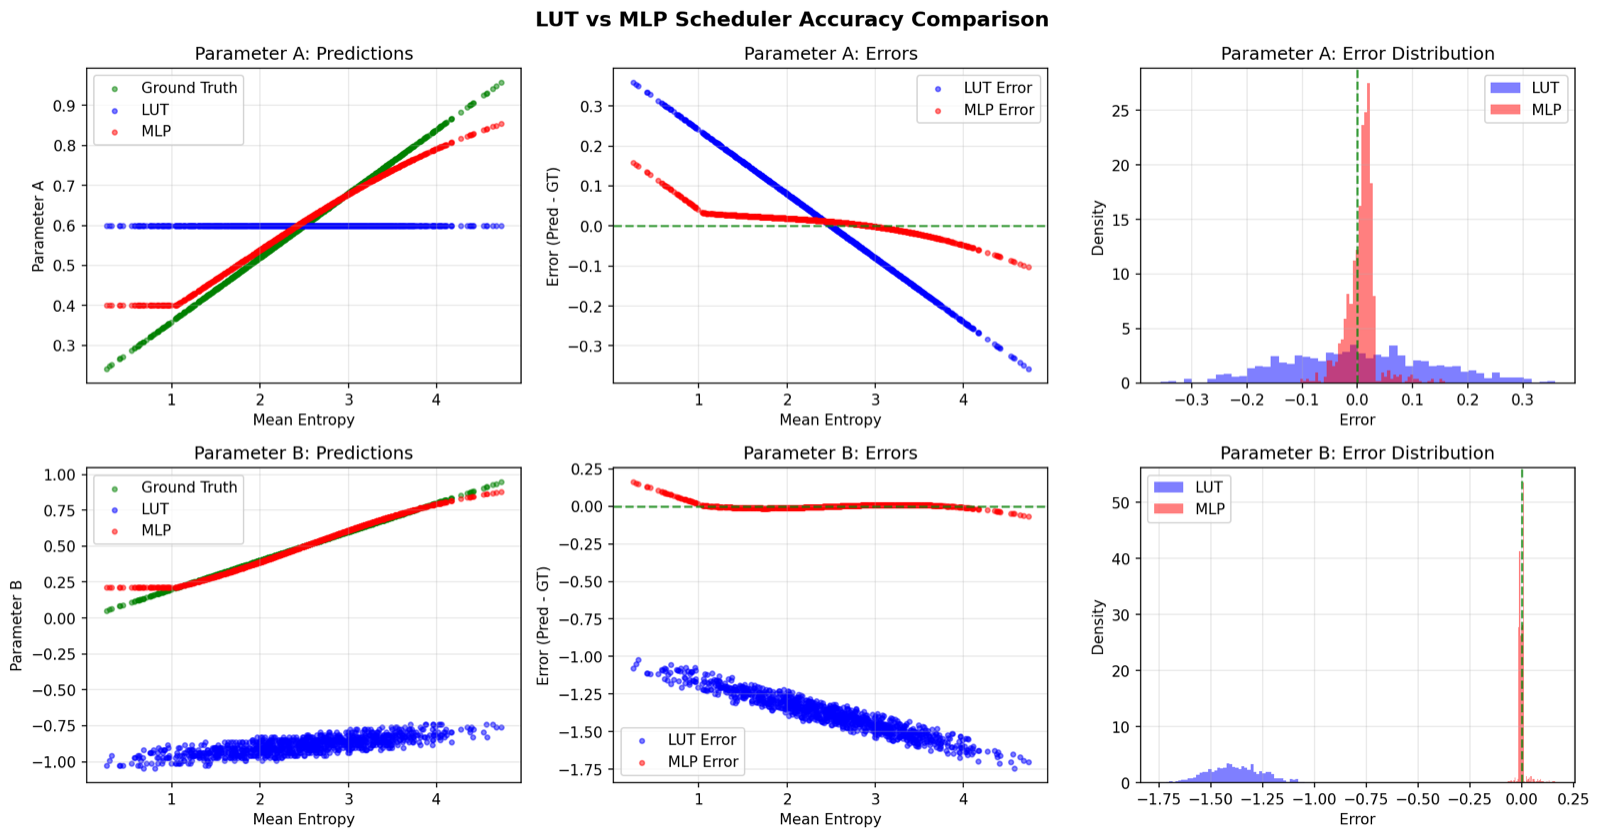 LUT vs MLP Scheduler Accuracy Comparison
Parameter A: Predictions
Ground Truth
LUT
MLP
Parameter A
0.9
0.8
0.7
0.6
0.5
0.4
0.3
1 2 3 4
Mean Entropy
Parameter A: Errors
LUT Error
MLP Error
Error (Pred - GT)
0.3
0.2
0.1
0.0
−0.1
−0.2
−0.3
1 2 3 4
Mean Entropy
Parameter A: Error Distribution
LUT
MLP
Density
25
20
15
10
5
0
−0.3 −0.2 −0.1 0.0 0.1 0.2 0.3
Error
Parameter B: Predictions
Ground Truth
LUT
MLP
Parameter B
1.00
0.75
0.50
0.25
0.00
−0.25
−0.50
−0.75
−1.00
1 2 3 4
Mean Entropy
Parameter B: Errors
LUT Error
MLP Error
Error (Pred - GT)
0.25
0.00
−0.25
−0.50
−0.75
−1.00
−1.25
−1.50
−1.75
1 2 3 4
Mean Entropy
Parameter B: Error Distribution
LUT
MLP
Density
50
40
30
20
10
0
−1.75 −1.50 −1.25 −1.00 −0.75 −0.50 −0.25 0.00 0.25
Error